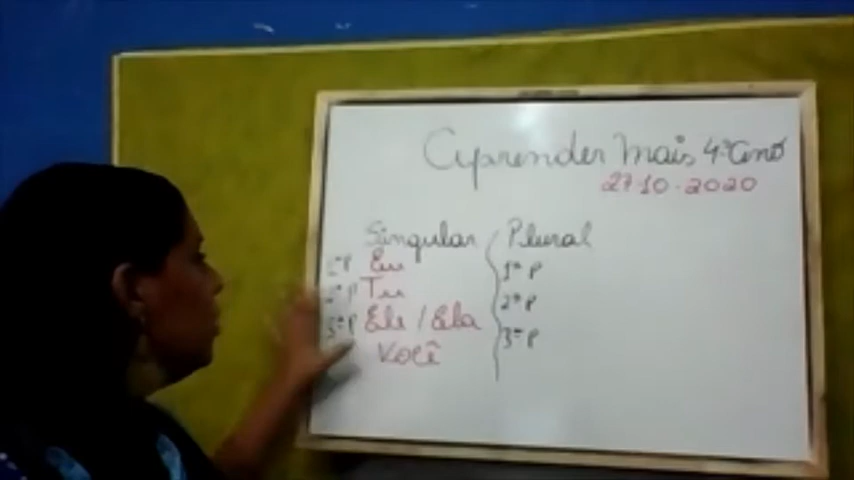 Aprender Mais 4º Ano
27.10.2020
Singular Plural
1ª P Eu 1ª P
2ª P Tu 2ª P
3ª P Ele / Ela 3ª P
Você